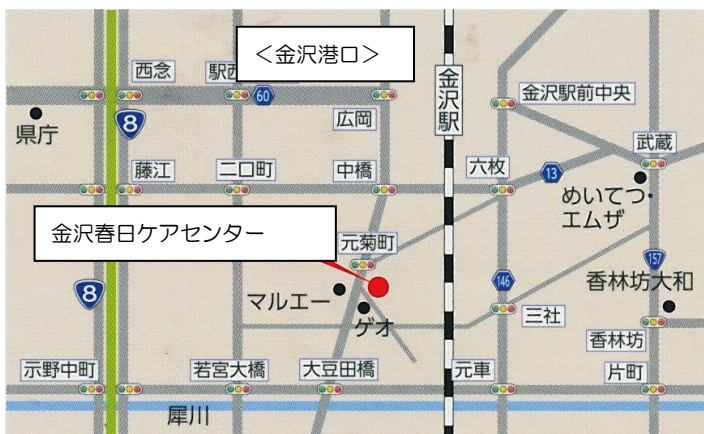 <金沢港口>
西念
駅西
60
金沢駅
8
広岡
金沢駅前中央
県庁
武蔵
藤江
二口町
中橋
六枚
13
めいてつ・
エムザ
金沢春日ケアセンター
元菊町
157
8
マルエー
146
香林坊大和
ゲオ
三社
香林坊
示野中町
若宮大橋
大豆田橋
元車
片町
犀川